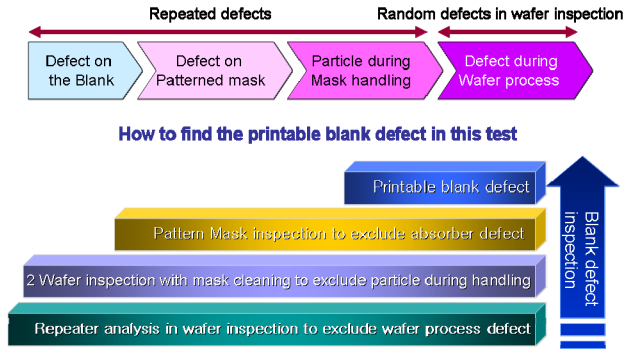 Repeated defects
Random defects in wafer inspection
Defect on
the Blank
Defect on
Patterned mask
Particle during
Mask handling
Defect during
Wafer process
How to find the printable blank defect in this test
Printable blank defect
Pattern Mask inspection to exclude absorber defect
2 Wafer inspection with mask cleaning to exclude particle during handling
Repeater analysis in wafer inspection to exclude wafer process defect
Blank defect
inspection